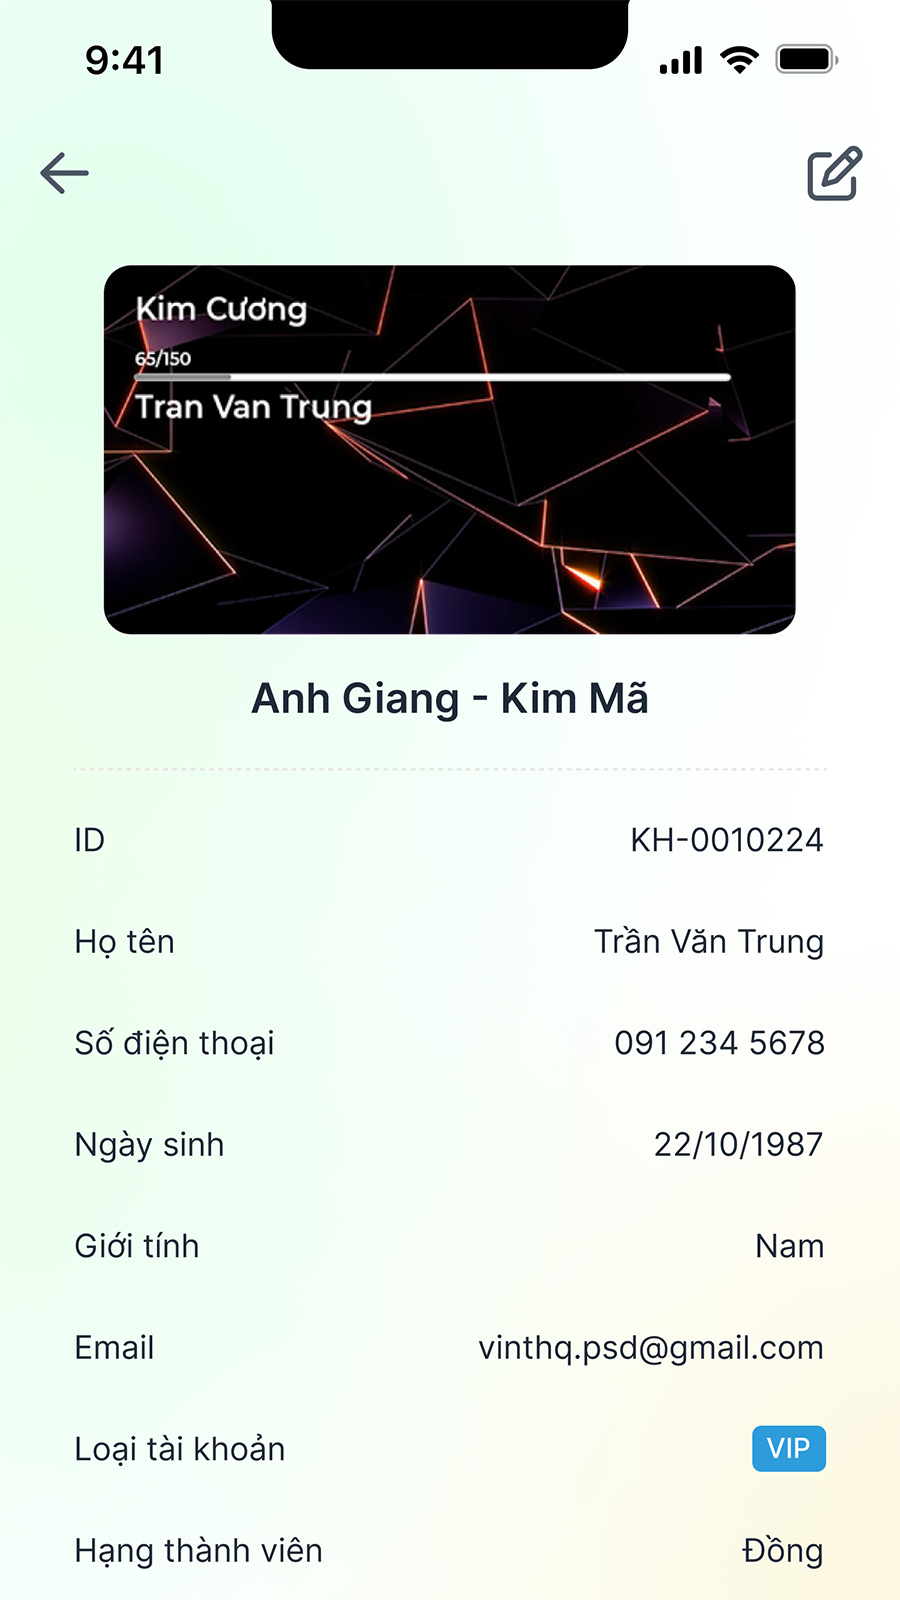 9:41
Kim Cương
65/150
Tran Van Trung
Anh Giang - Kim Mã
ID KH-0010224
Họ tên Trần Văn Trung
Số điện thoại 091 234 5678
Ngày sinh 22/10/1987
Giới tính Nam
Email vinthq.psd@gmail.com
Loại tài khoản VIP
Hạng thành viên Đồng